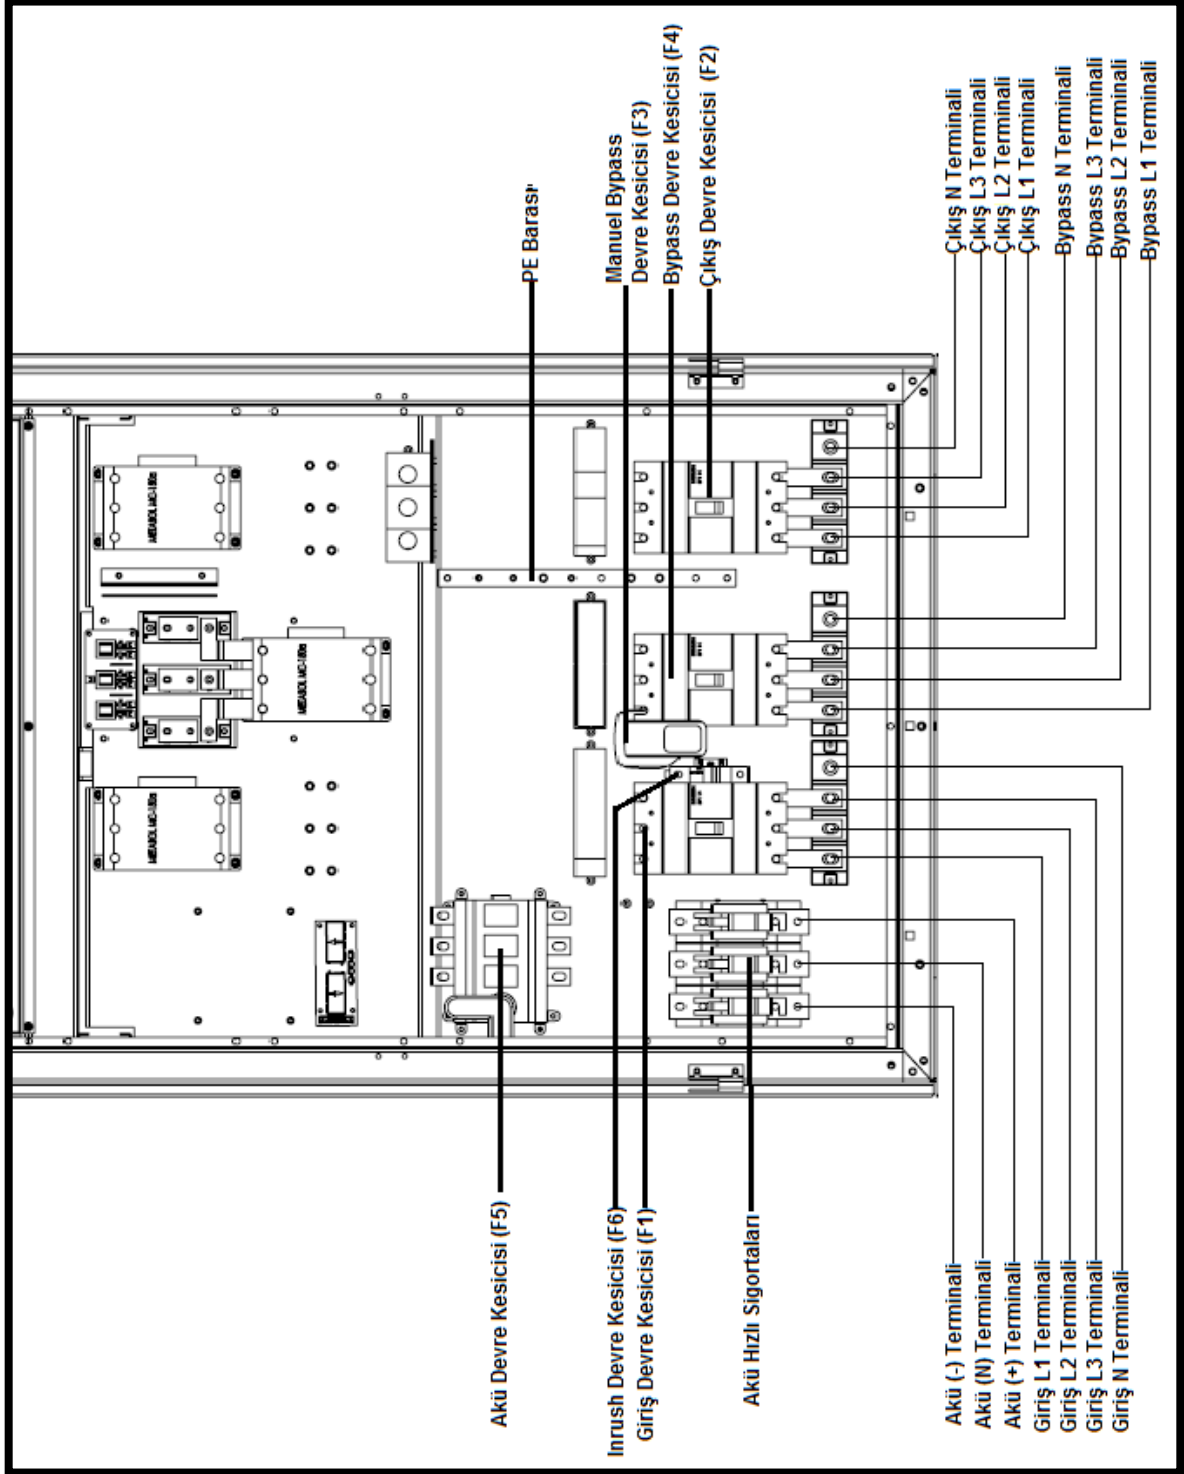 Akü Devre Kesicisi (F5)
Inrush Devre Kesicisi (F6)
Giriş Devre Kesicisi (F1)
Akü Hızlı Sigortaları
Akü (-) Terminali
Akü (N) Terminali
Akü (+) Terminali
Giriş L1 Terminali
Giriş L2 Terminali
Giriş L3 Terminali
Giriş N Terminali
PE Barası
Manuel Bypass
Devre Kesicisi (F3)
Bypass Devre Kesicisi (F4)
Çıkış Devre Kesicisi (F2)
Çıkış N Terminali
Çıkış L3 Terminali
Çıkış L2 Terminali
Çıkış L1 Terminali
Bypass N Terminali
Bypass L3 Terminali
Bypass L2 Terminali
Bypass L1 Terminali